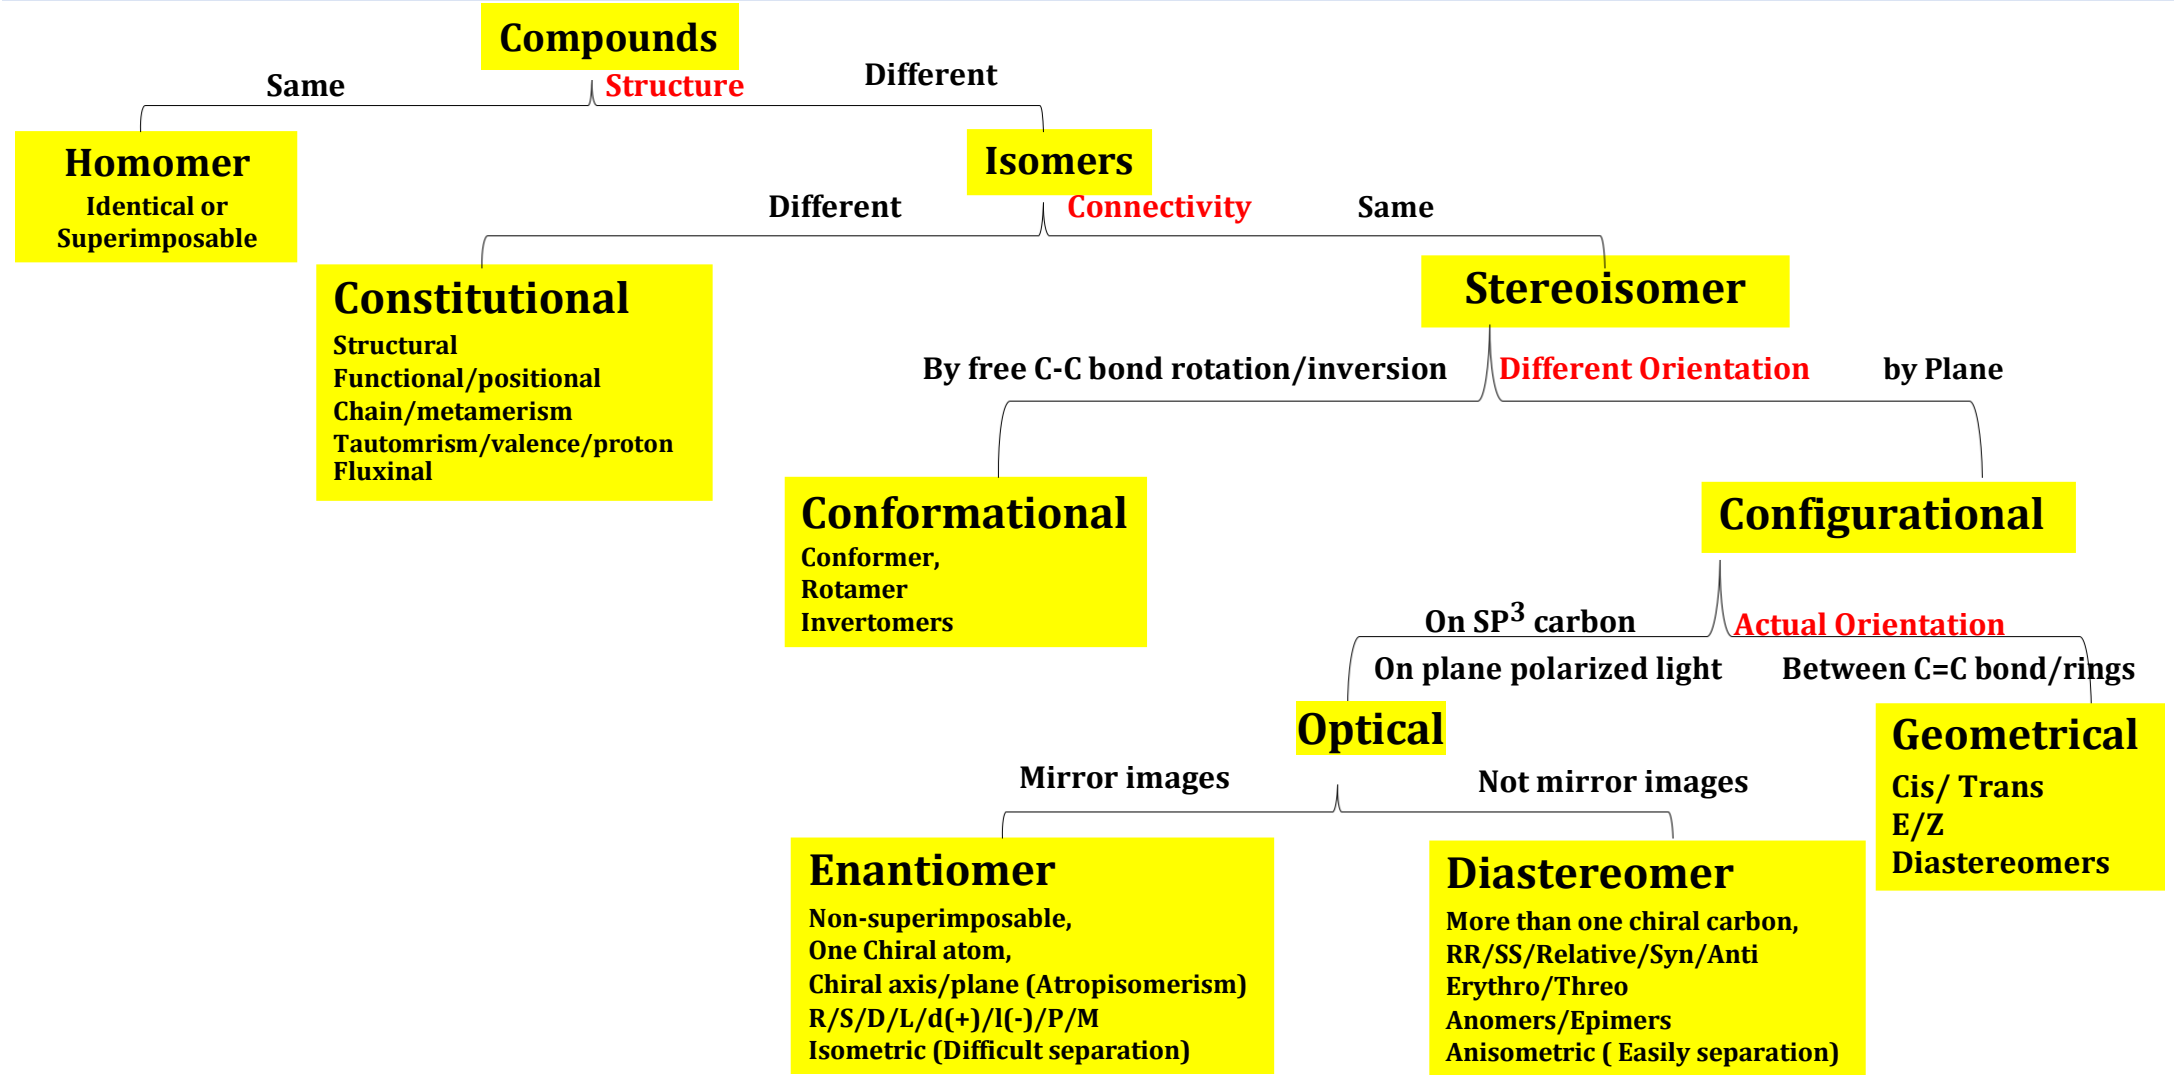 Compounds
Same
Structure
Different
Homomer
Identical or
Superimposable
Isomers
Different
Connectivity
Same
Constitutional
Structural
Functional/positional
Chain/metamerism
Tautomrism/valence/proton
Fluxinal
Stereoisomer
By free C-C bond rotation/inversion
Different Orientation
by Plane
Conformational
Conformer,
Rotamer
Invertomers
Configurational
On SP³ carbon
Actual Orientation
On plane polarized light
Between C=C bond/rings
Optical
Geometrical
Cis/ Trans
E/Z
Diastereomers
Mirror images
Not mirror images
Enantiomer
Non-superimposable,
One Chiral atom,
Chiral axis/plane (Atropisomerism)
R/S/D/L/d(+)/l(-)/P/M
Isometric (Difficult separation)
Diastereomer
More than one chiral carbon,
RR/SS/Relative/Syn/Anti
Erythro/Threo
Anomers/Epimers
Anisometric ( Easily separation)